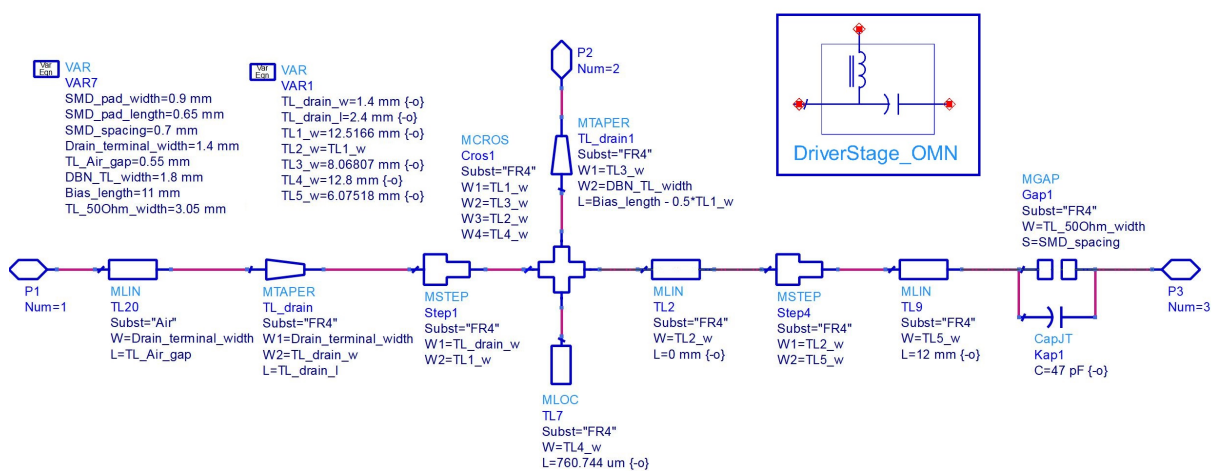 Var
Eqn
VAR
VAR7
SMD_pad_width=0.9 mm
SMD_pad_length=0.65 mm
SMD_spacing=0.7 mm
Drain_terminal_width=1.4 mm
TL_Air_gap=0.55 mm
DBN_TL_width=1.8 mm
Bias_length=11 mm
TL_50Ohm_width=3.05 mm
Var
Eqn
VAR
VAR1
TL_drain_w=1.4 mm {-o}
TL_drain_l=2.4 mm {-o}
TL1_w=12.5166 mm {-o}
TL2_w=TL1_w
TL3_w=8.06807 mm {-o}
TL4_w=12.8 mm {-o}
TL5_w=6.07518 mm {-o}
P2
Num=2
DriverStage_OMN
MCROS
Cros1
Subst="FR4"
W1=TL1_w
W2=TL3_w
W3=TL2_w
W4=TL4_w
MTAPER
TL_drain1
Subst="FR4"
W1=TL3_w
W2=DBN_TL_width
L=Bias_length - 0.5*TL1_w
MGAP
Gap1
Subst="FR4"
W=TL_50Ohm_width
S=SMD_spacing
P1
Num=1
MLIN
TL20
Subst="Air"
W=Drain_terminal_width
L=TL_Air_gap
MTAPER
TL_drain
Subst="FR4"
W1=Drain_terminal_width
W2=TL_drain_w
L=TL_drain_l
MSTEP
Step1
Subst="FR4"
W1=TL_drain_w
W2=TL1_w
MLOC
TL7
Subst="FR4"
W=TL4_w
L=760.744 um {-o}
MLIN
TL2
Subst="FR4"
W=TL2_w
L=0 mm {-o}
MSTEP
Step4
Subst="FR4"
W1=TL2_w
W2=TL5_w
MLIN
TL9
Subst="FR4"
W=TL5_w
L=12 mm {-o}
CapJT
Kap1
C=47 pF {-o}
P3
Num=3